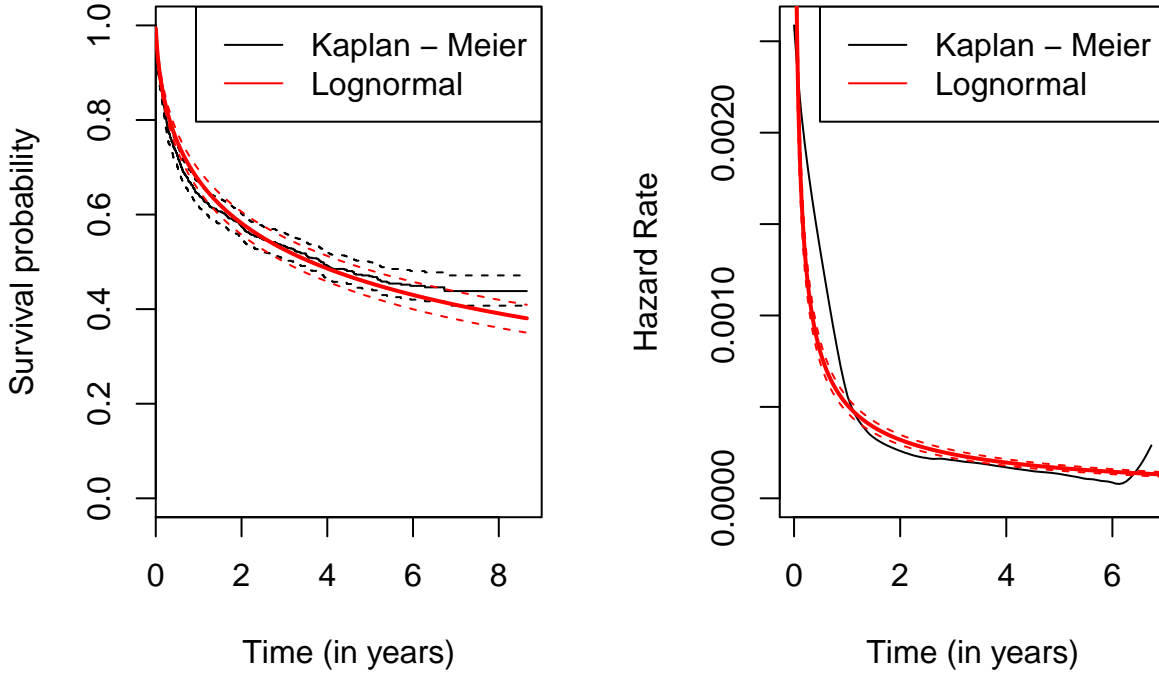 Kaplan – Meier
Lognormal
Survival probability
1.0
0.8
0.6
0.4
0.2
0.0
0 2 4 6 8
Time (in years)
Kaplan – Meier
Lognormal
Hazard Rate
0.0020
0.0010
0.0000
0 2 4 6
Time (in years)